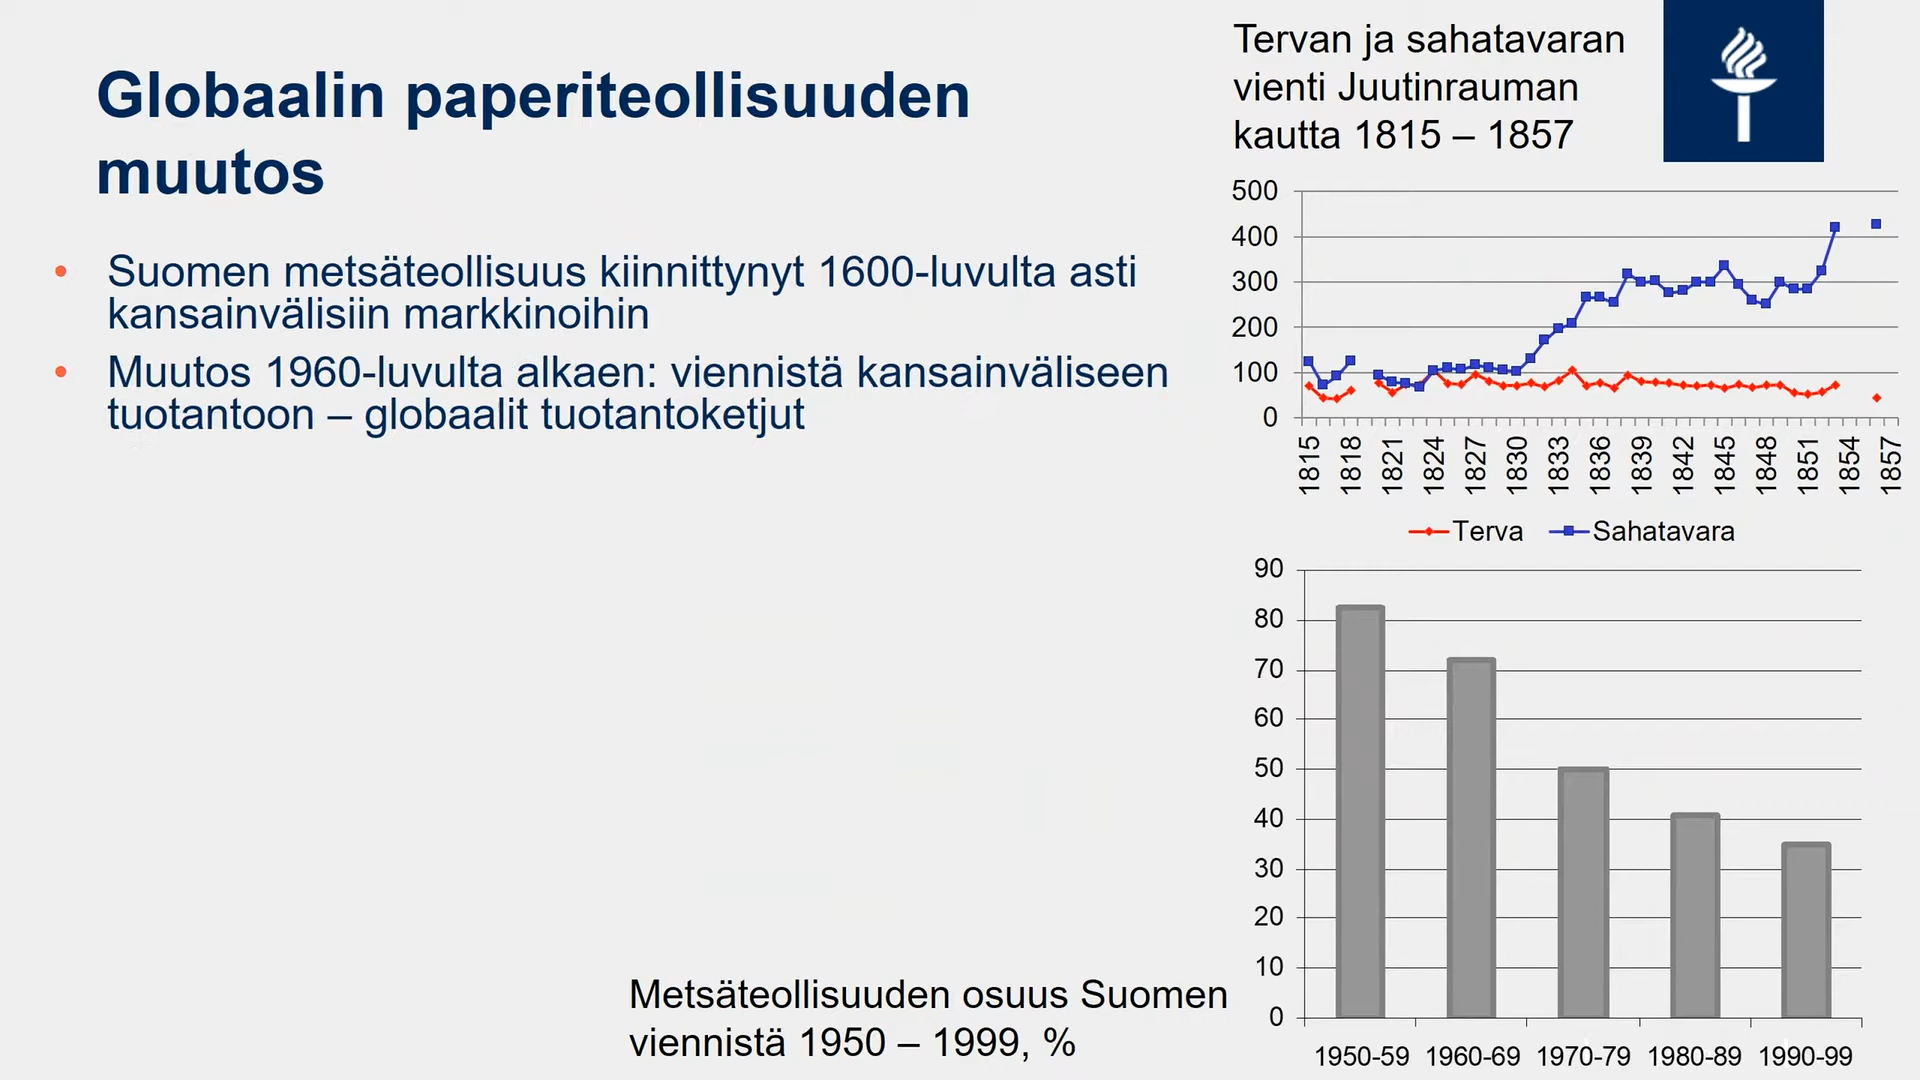 Globaalin paperiteollisuuden
muutos
• Suomen metsäteollisuus kiinnittynyt 1600-luvulta asti
kansainvälisiin markkinoihin
• Muutos 1960-luvulta alkaen: viennistä kansainväliseen
tuotantoon – globaalit tuotantoketjut
Tervan ja sahatavaran
vienti Juutinrauman
kautta 1815 – 1857
500
400
300
200
100
0
1815 1818 1821 1824 1827 1830 1833 1836 1839 1842 1845 1848 1851 1854 1857
Terva Sahatavara
90
80
70
60
50
40
30
20
10
0
1950-59 1960-69 1970-79 1980-89 1990-99
Metsäteollisuuden osuus Suomen
viennistä 1950 – 1999, %